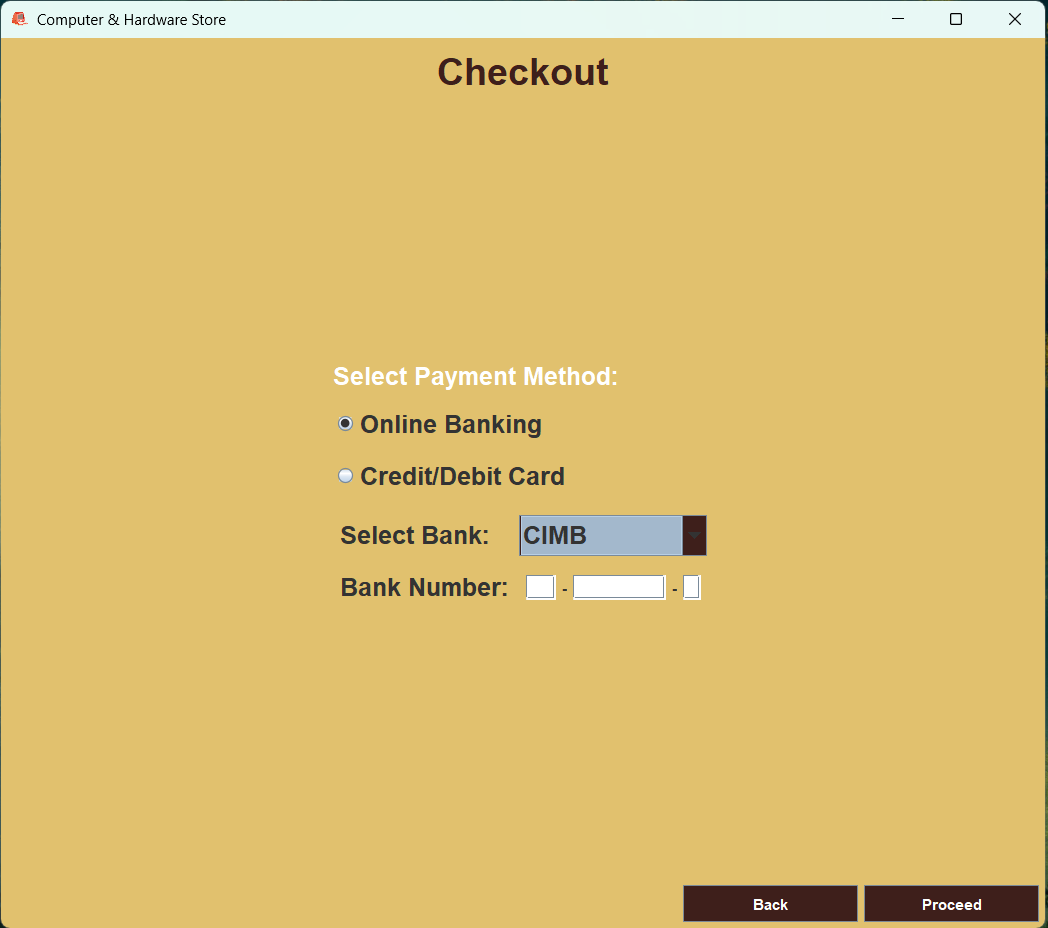 Computer & Hardware Store
Checkout
Select Payment Method:
Online Banking
Credit/Debit Card
Select Bank: CIMB
Bank Number: - -
Back Proceed